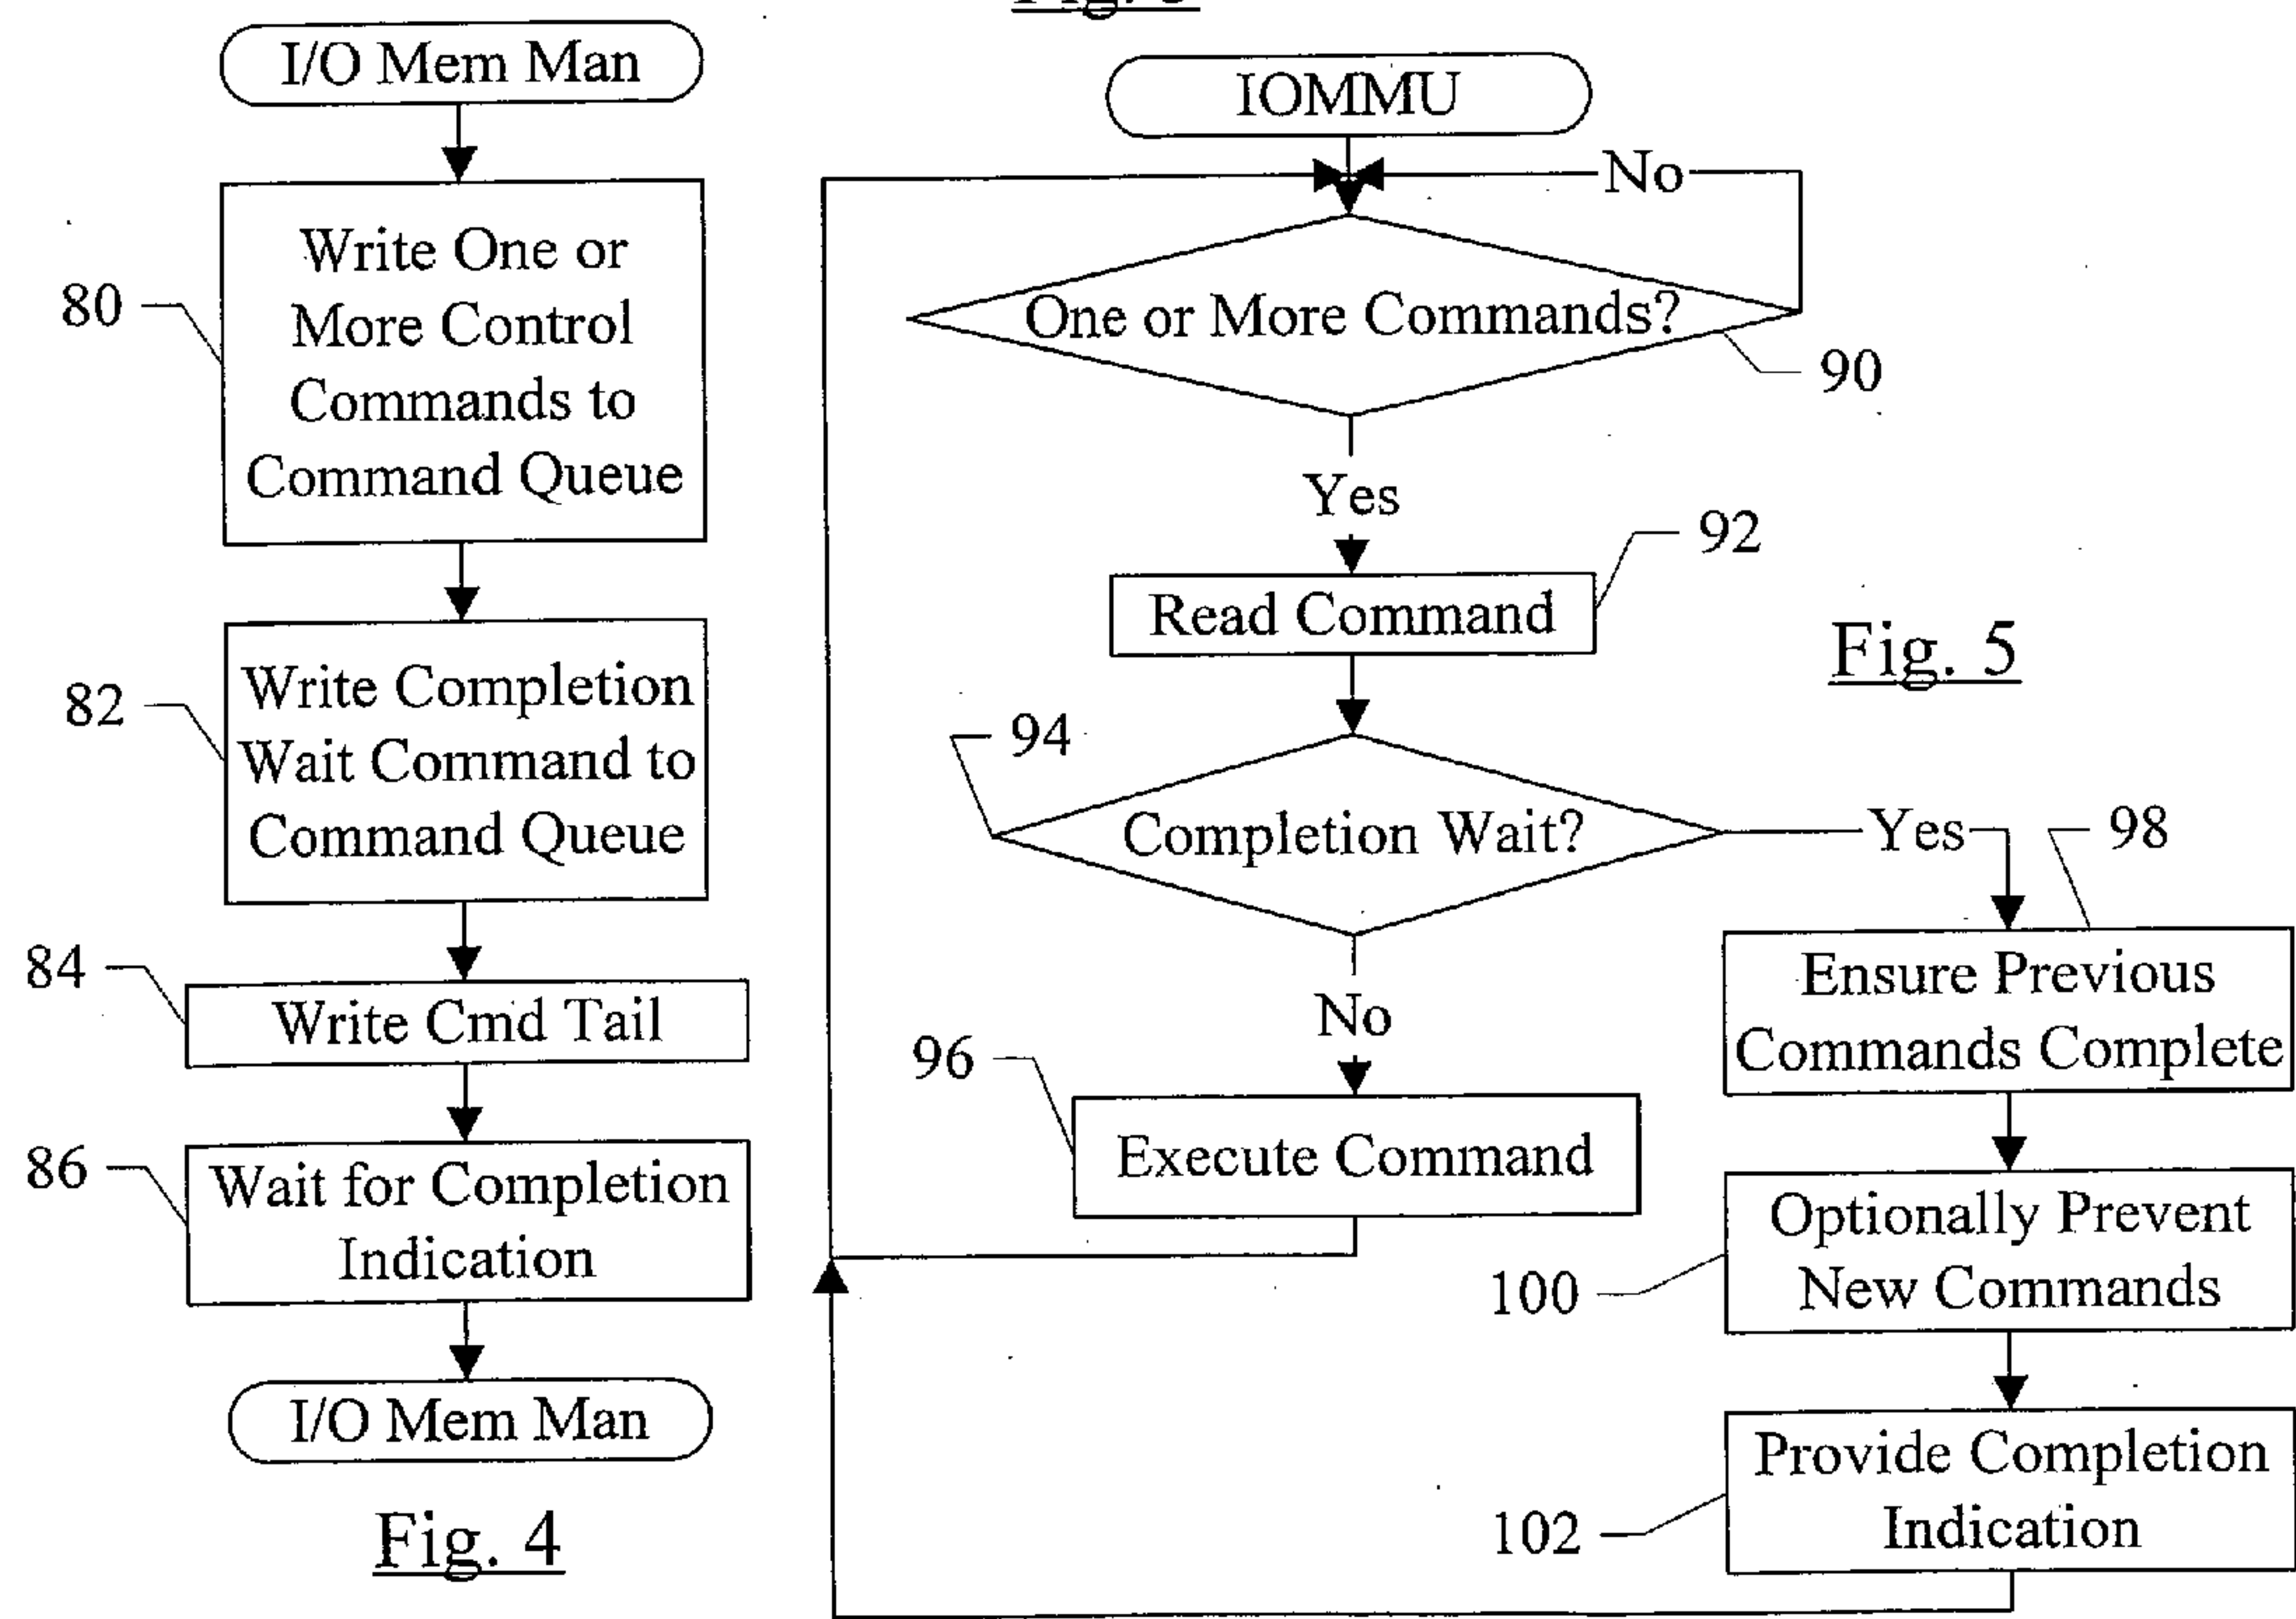 I/O Mem Man
80
Write One or
More Control
Commands to
Command Queue
82
Write Completion
Wait Command to
Command Queue
84
Write Cmd Tail
86
Wait for Completion
Indication
I/O Mem Man
Fig. 4
IOMMU
No
One or More Commands?
90
Yes
92
Read Command
Fig. 5
94
Completion Wait?
Yes
98
No
96
Execute Command
Ensure Previous
Commands Complete
100
Optionally Prevent
New Commands
102
Provide Completion
Indication